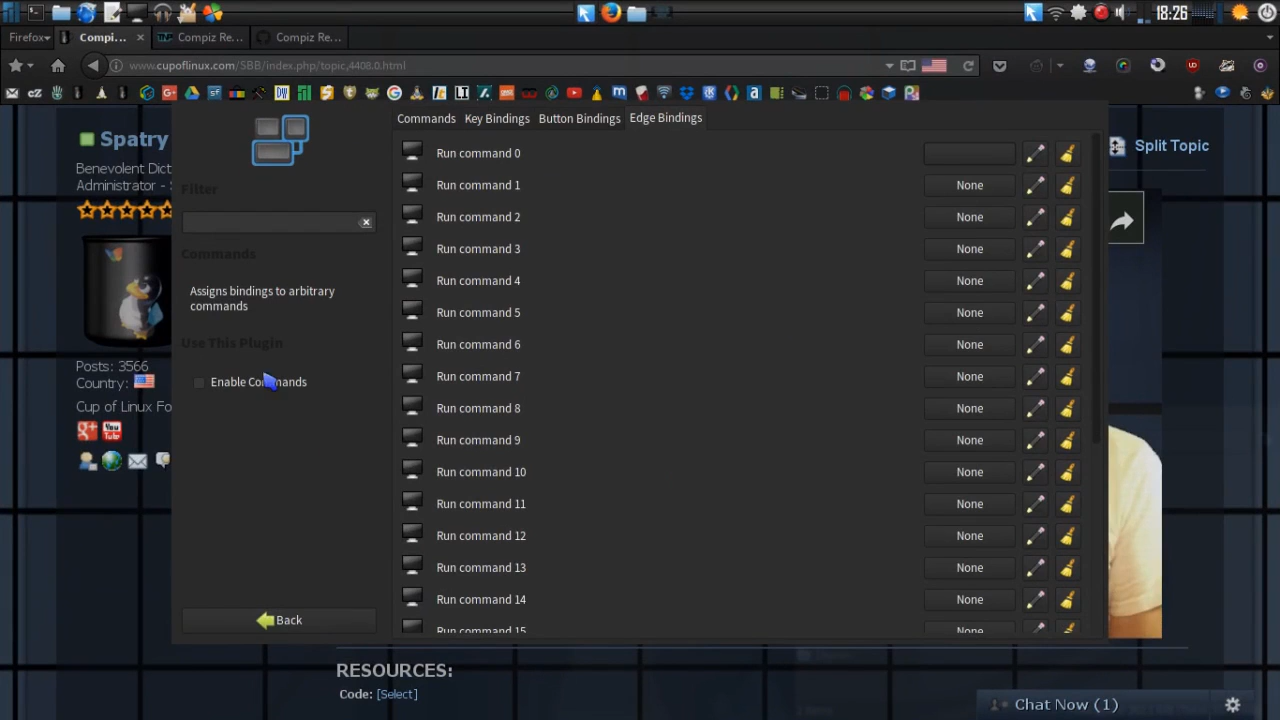 18:26
Firefox
Compi...
Compiz Re...
Compiz Re...
www.cupoflinux.com/SBB/index.php/topic,4408.0.html
Spatry
Benevolent Dict
Administrator - S
Posts: 3566
Country:
Cup of Linux Fo
Filter
Commands
Assigns bindings to arbitrary
commands
Use This Plugin
Enable Commands
Back
Commands Key Bindings Button Bindings Edge Bindings
Run command 0
Run command 1 None
Run command 2 None
Run command 3 None
Run command 4 None
Run command 5 None
Run command 6 None
Run command 7 None
Run command 8 None
Run command 9 None
Run command 10 None
Run command 11 None
Run command 12 None
Run command 13 None
Run command 14 None
Run command 15 None
Split Topic
RESOURCES:
Code: [Select]
Chat Now (1)